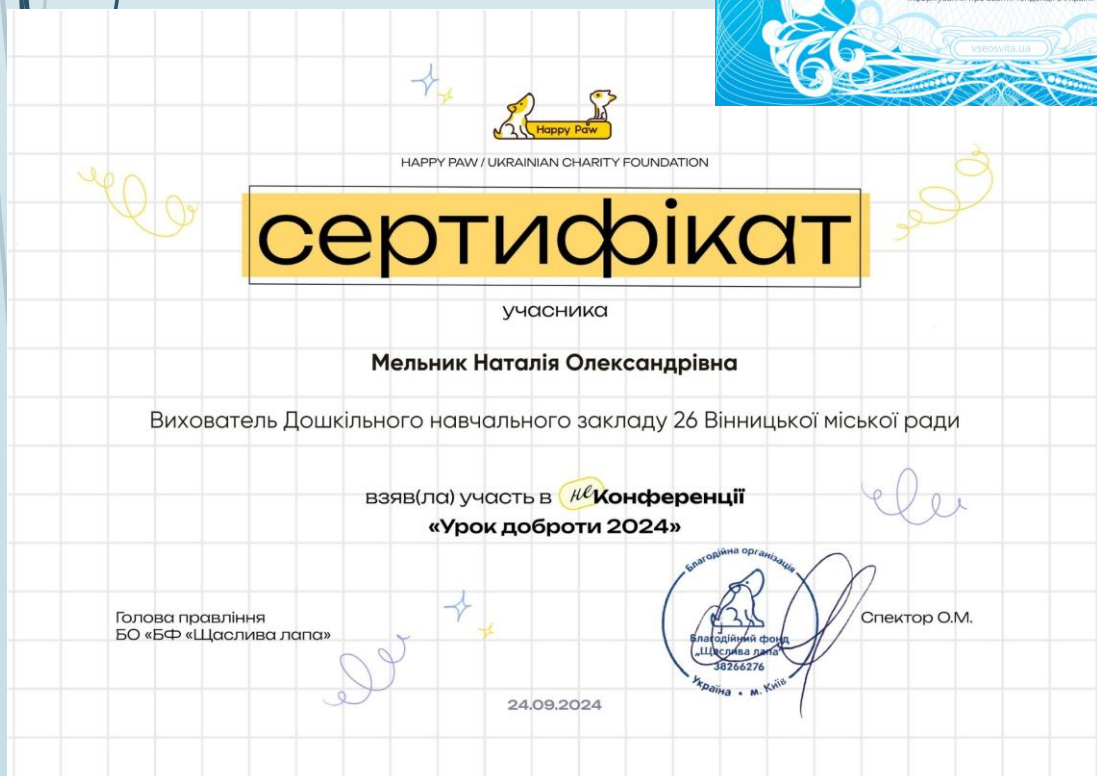 vseosvita.ua
Happy Paw
HAPPY PAW / UKRAINIAN CHARITY FOUNDATION
сертифікат
учасника
Мельник Наталія Олександрівна
Вихователь Дошкільного навчального закладу 26 Вінницької міської ради
взяв(ла) участь в неКонференції
«Урок доброти 2024»
Голова правління
БО «БФ «Щаслива лапа»
Благодійна організація
Благодійний фонд
„Щаслива лапа"
38266276
Україна • м. Київ
Спектор О.М.
24.09.2024